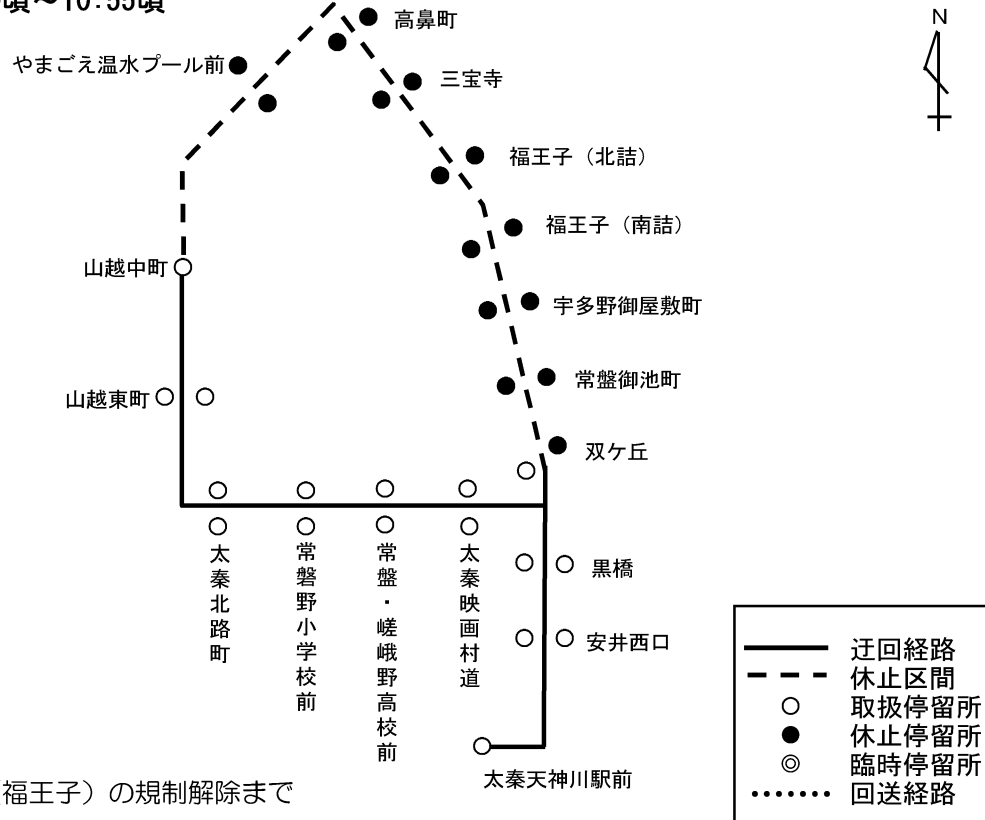 頃～10:55頃
N
高鼻町
やまごえ温水プール前
三宝寺
福王子（北詰）
福王子（南詰）
山越中町
宇多野御屋敷町
常盤御池町
山越東町
双ケ丘
太秦北路町
常磐野小学校前
常盤・嵯峨野高校前
太秦映画村道
黒橋
安井西口
太秦天神川駅前
迂回経路
休止区間
取扱停留所
休止停留所
臨時停留所
回送経路
福王子）の規制解除まで